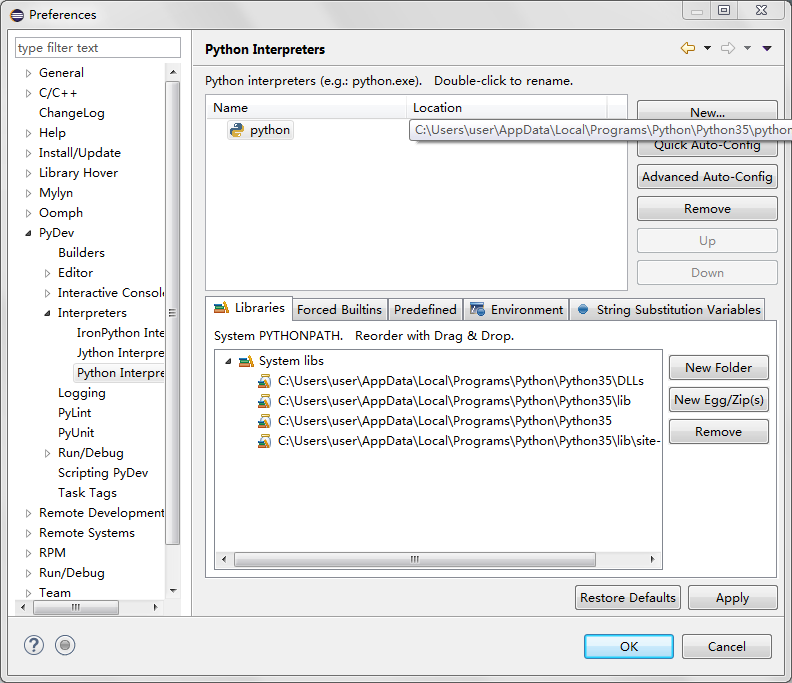 Preferences
type filter text
General
C/C++
ChangeLog
Help
Install/Update
Library Hover
Mylyn
Oomph
PyDev
Builders
Editor
Interactive Consol
Interpreters
IronPython Inte
Jython Interpre
Python Interpre
Logging
PyLint
PyUnit
Run/Debug
Scripting PyDev
Task Tags
Remote Development
Remote Systems
RPM
Run/Debug
Team
Python Interpreters
Python interpreters (e.g.: python.exe).   Double-click to rename.
Name Location
python C:\Users\user\AppData\Local\Programs\Python\Python35\python
New...
Quick Auto-Config
Advanced Auto-Config
Remove
Up
Down
Libraries Forced Builtins Predefined Environment String Substitution Variables
System PYTHONPATH.   Reorder with Drag & Drop.
System libs
C:\Users\user\AppData\Local\Programs\Python\Python35\DLLs
C:\Users\user\AppData\Local\Programs\Python\Python35\lib
C:\Users\user\AppData\Local\Programs\Python\Python35
C:\Users\user\AppData\Local\Programs\Python\Python35\lib\site-
New Folder
New Egg/Zip(s)
Remove
Restore Defaults Apply
OK Cancel